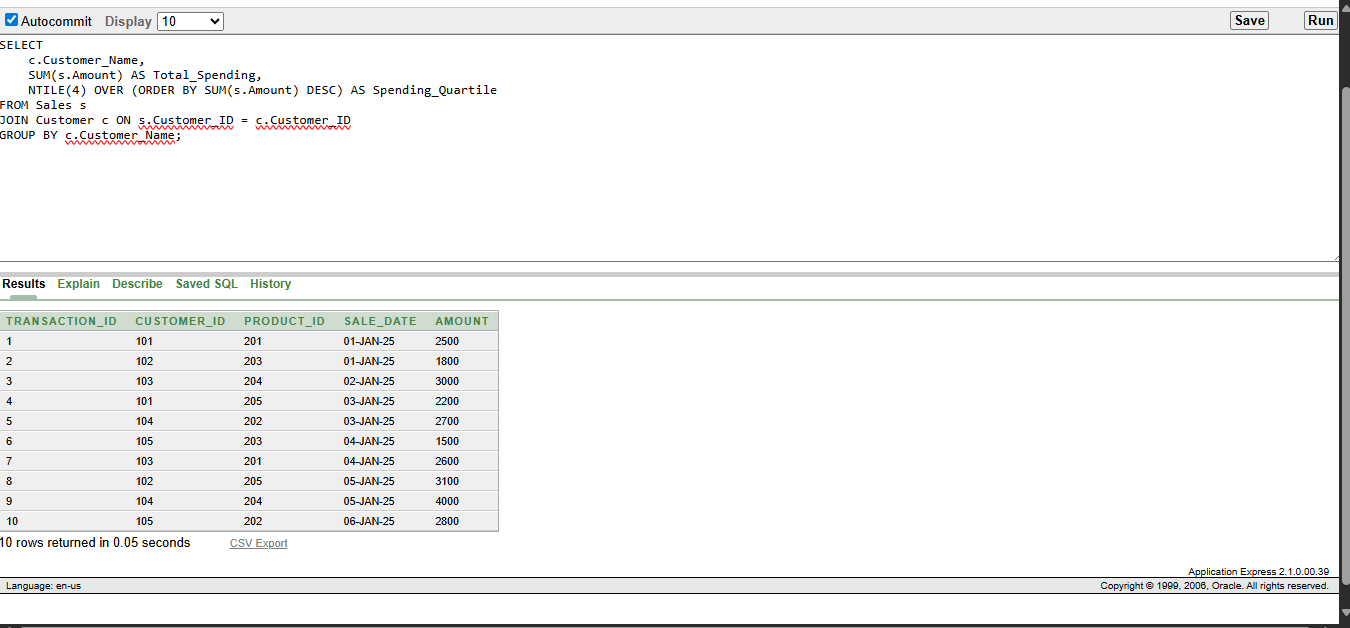 Autocommit Display 10 Save Run
SELECT
    c.Customer_Name,
    SUM(s.Amount) AS Total_Spending,
    NTILE(4) OVER (ORDER BY SUM(s.Amount) DESC) AS Spending_Quartile
FROM Sales s
JOIN Customer c ON s.Customer_ID = c.Customer_ID
GROUP BY c.Customer_Name;
Results Explain Describe Saved SQL History
TRANSACTION_ID CUSTOMER_ID PRODUCT_ID SALE_DATE AMOUNT
1 101 201 01-JAN-25 2500
2 102 203 01-JAN-25 1800
3 103 204 02-JAN-25 3000
4 101 205 03-JAN-25 2200
5 104 202 03-JAN-25 2700
6 105 203 04-JAN-25 1500
7 103 201 04-JAN-25 2600
8 102 205 05-JAN-25 3100
9 104 204 05-JAN-25 4000
10 105 202 06-JAN-25 2800
10 rows returned in 0.05 seconds CSV Export
Application Express 2.1.0.00.39
Language: en-us Copyright © 1999, 2006, Oracle. All rights reserved.